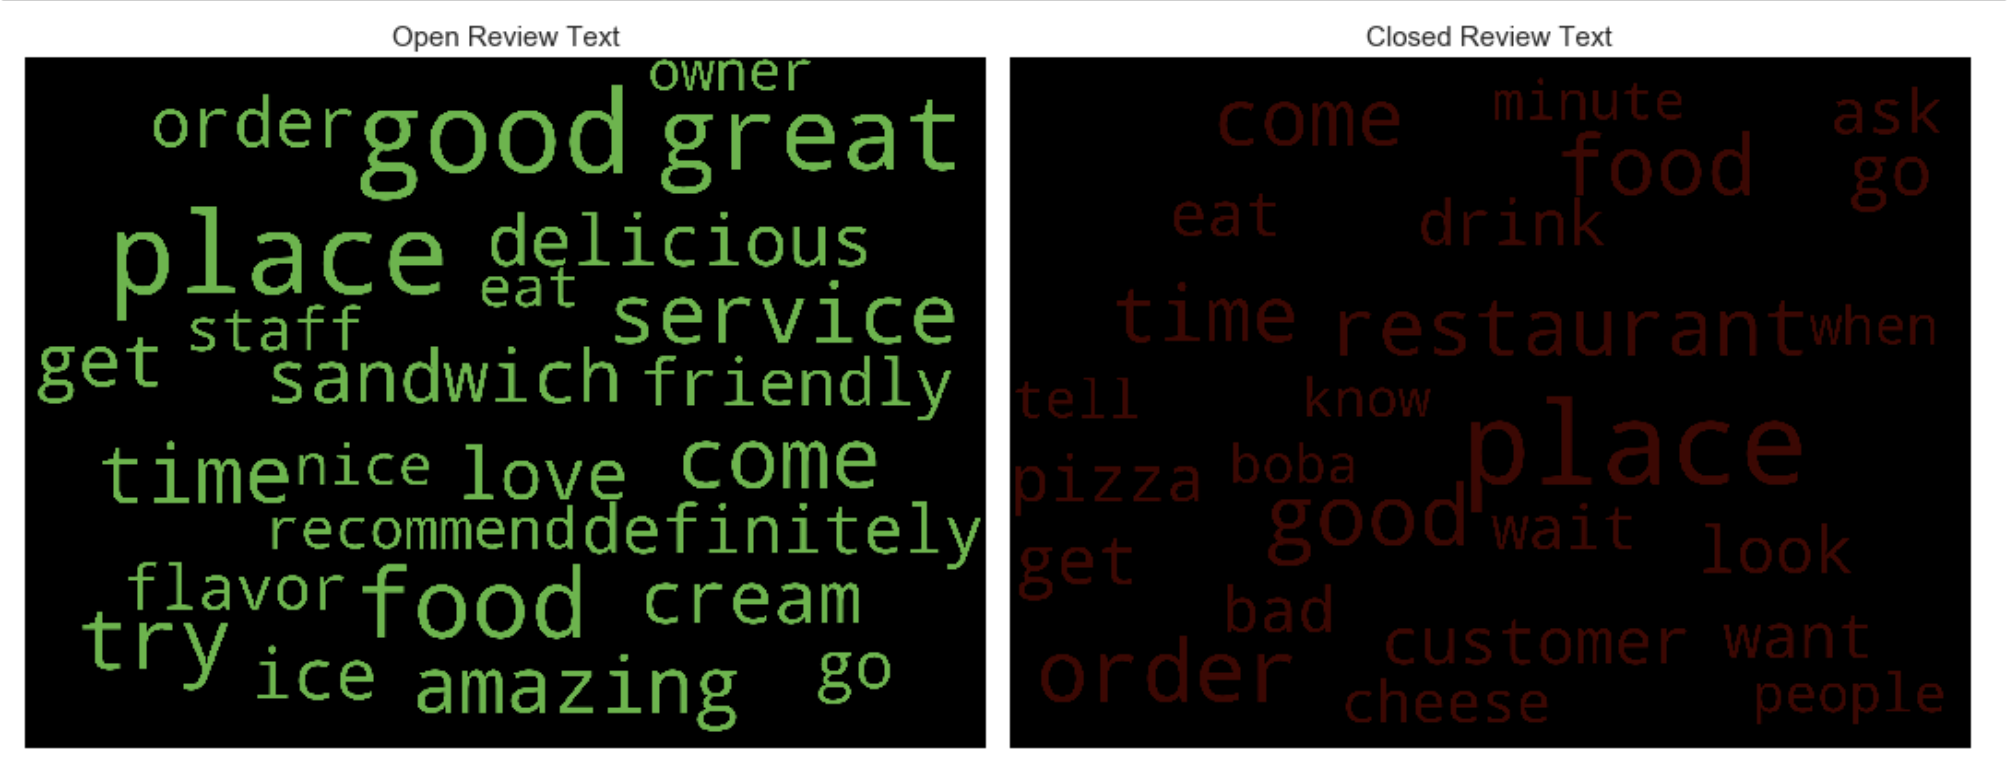 Open Review Text
owner
order good great
place delicious
eat
service
staff
get sandwich friendly
time nice love come
recommend definitely
flavor food cream
try
ice amazing go
Closed Review Text
come minute ask
food go
eat drink
time restaurant when
tell know
place
pizza boba
good wait look
get
bad
customer want
order
cheese people